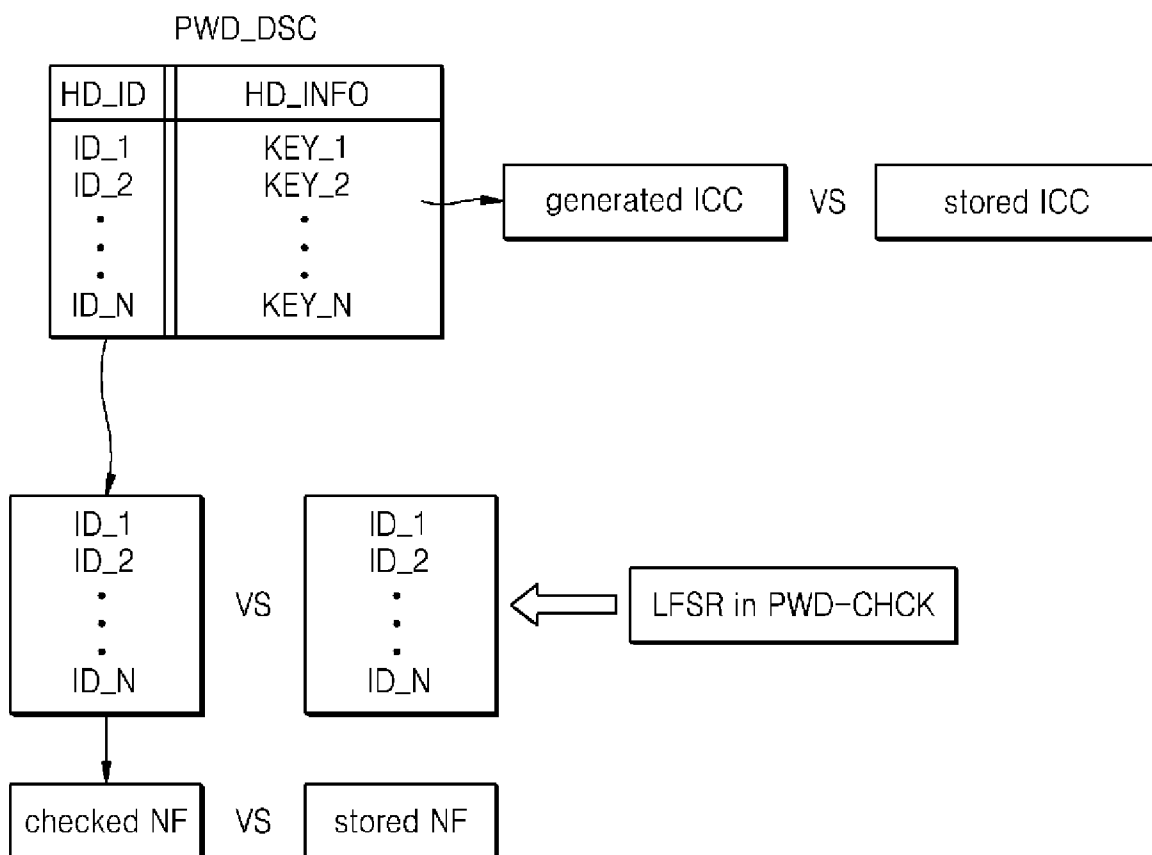 PWD_DSC
HD_ID HD_INFO
ID_1 KEY_1
ID_2 KEY_2
ID_N KEY_N
generated ICC VS stored ICC
ID_1 ID_1
ID_2 ID_2
VS
LFSR in PWD-CHCK
ID_N ID_N
checked NF VS stored NF